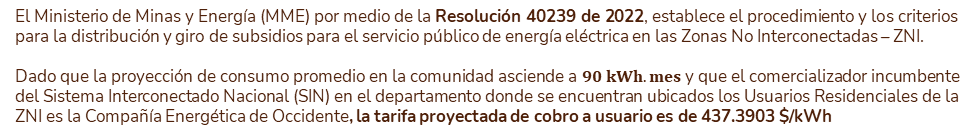 El Ministerio de Minas y Energía (MME) por medio de la Resolución 40239 de 2022, establece el procedimiento y los criterios
para la distribución y giro de subsidios para el servicio público de energía eléctrica en las Zonas No Interconectadas – ZNI.
Dado que la proyección de consumo promedio en la comunidad asciende a 90 kWh.mes y que el comercializador incumbente
del Sistema Interconectado Nacional (SIN) en el departamento donde se encuentran ubicados los Usuarios Residenciales de la
ZNI es la Compañía Energética de Occidente, la tarifa proyectada de cobro a usuario es de 437.3903 $/kWh